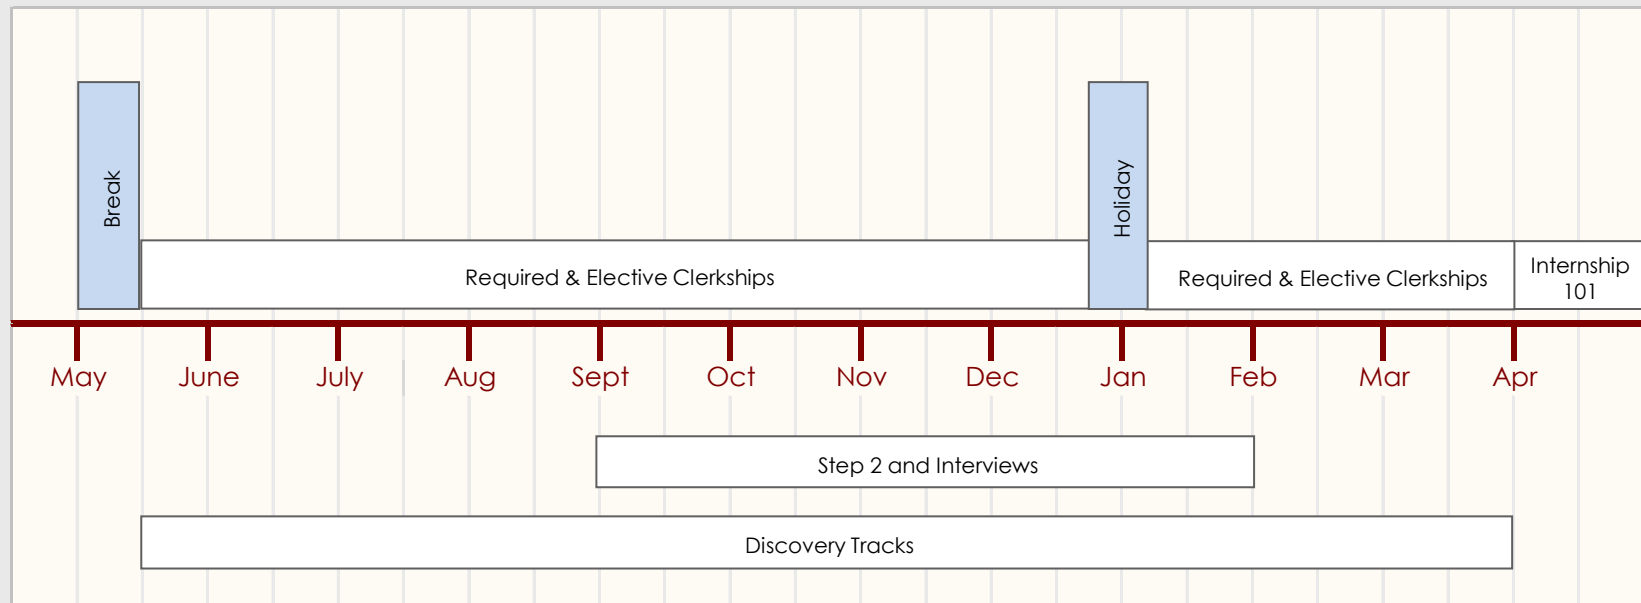 Break
Holiday
Required & Elective Clerkships
Required & Elective Clerkships
Internship
101
May June July Aug Sept Oct Nov Dec Jan Feb Mar Apr
Step 2 and Interviews
Discovery Tracks